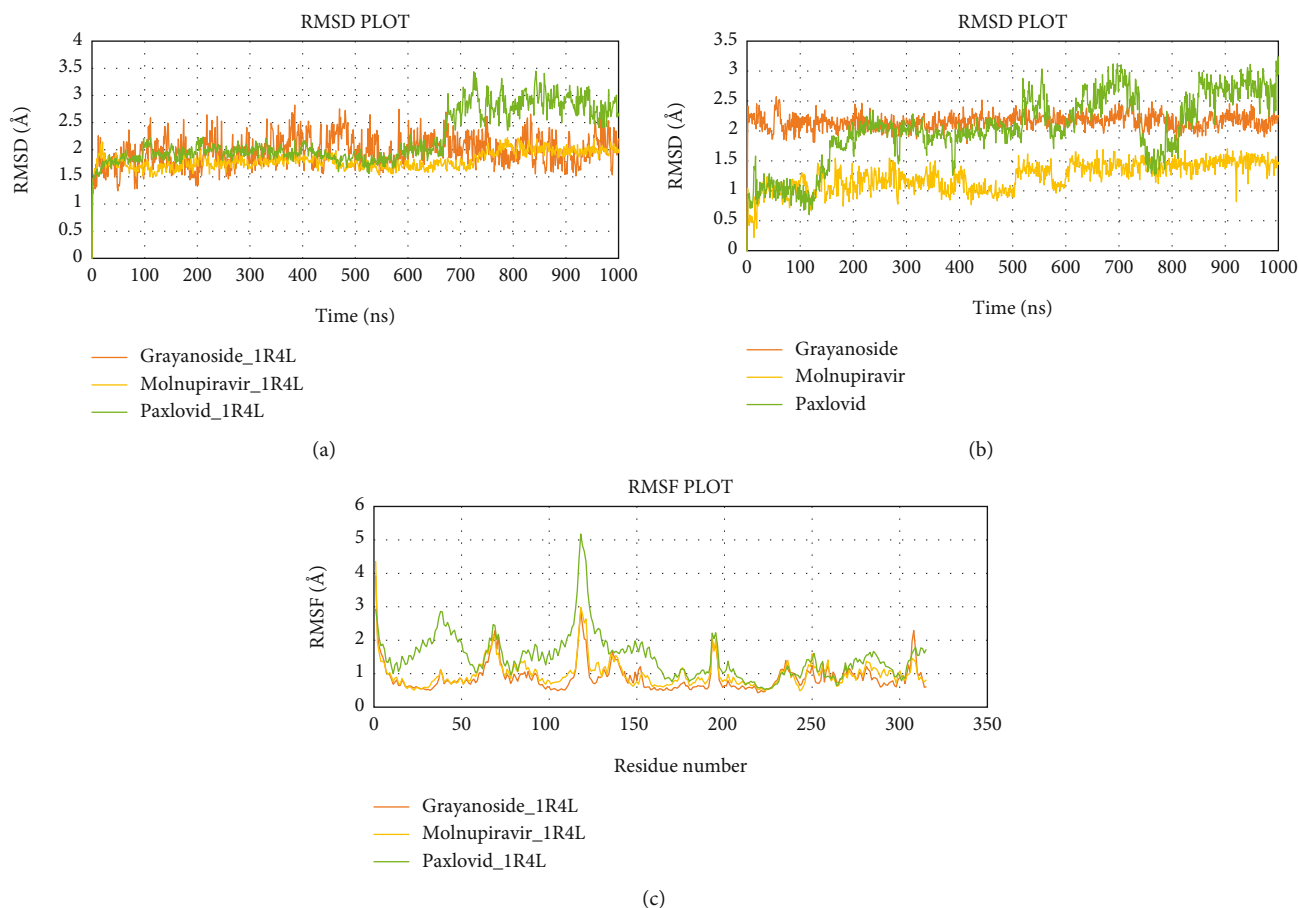 RMSD PLOT
4
3.5
3
2.5
2
1.5
1
0.5
0
RMSD (Å)
0 100 200 300 400 500 600 700 800 900 1000
Time (ns)
Grayanoside_1R4L
Molnupiravir_1R4L
Paxlovid_1R4L
(a)
RMSD PLOT
3.5
3
2.5
2
1.5
1
0.5
0
RMSD (Å)
0 100 200 300 400 500 600 700 800 900 1000
Time (ns)
Grayanoside
Molnupiravir
Paxlovid
(b)
RMSF PLOT
6
5
4
3
2
1
0
RMSF (Å)
0 50 100 150 200 250 300 350
Residue number
Grayanoside_1R4L
Molnupiravir_1R4L
Paxlovid_1R4L
(c)